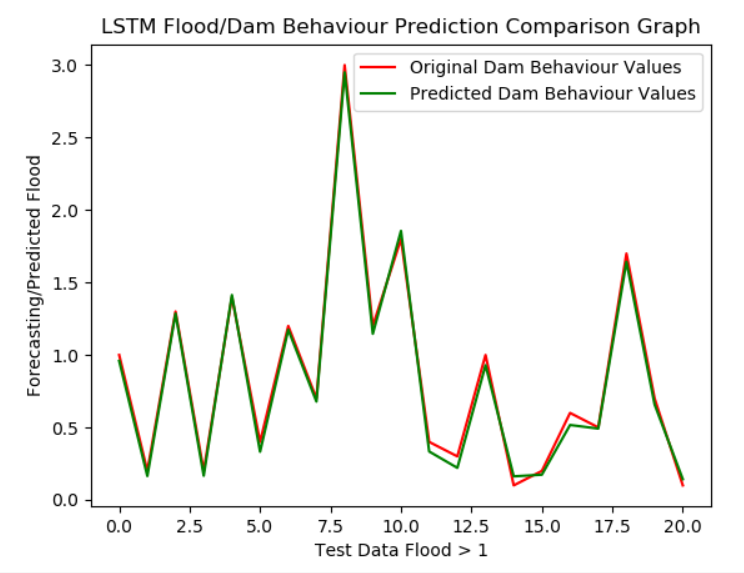 LSTM Flood/Dam Behaviour Prediction Comparison Graph
Original Dam Behaviour Values
Predicted Dam Behaviour Values
Forecasting/Predicted Flood
3.0
2.5
2.0
1.5
1.0
0.5
0.0
0.0 2.5 5.0 7.5 10.0 12.5 15.0 17.5 20.0
Test Data Flood > 1